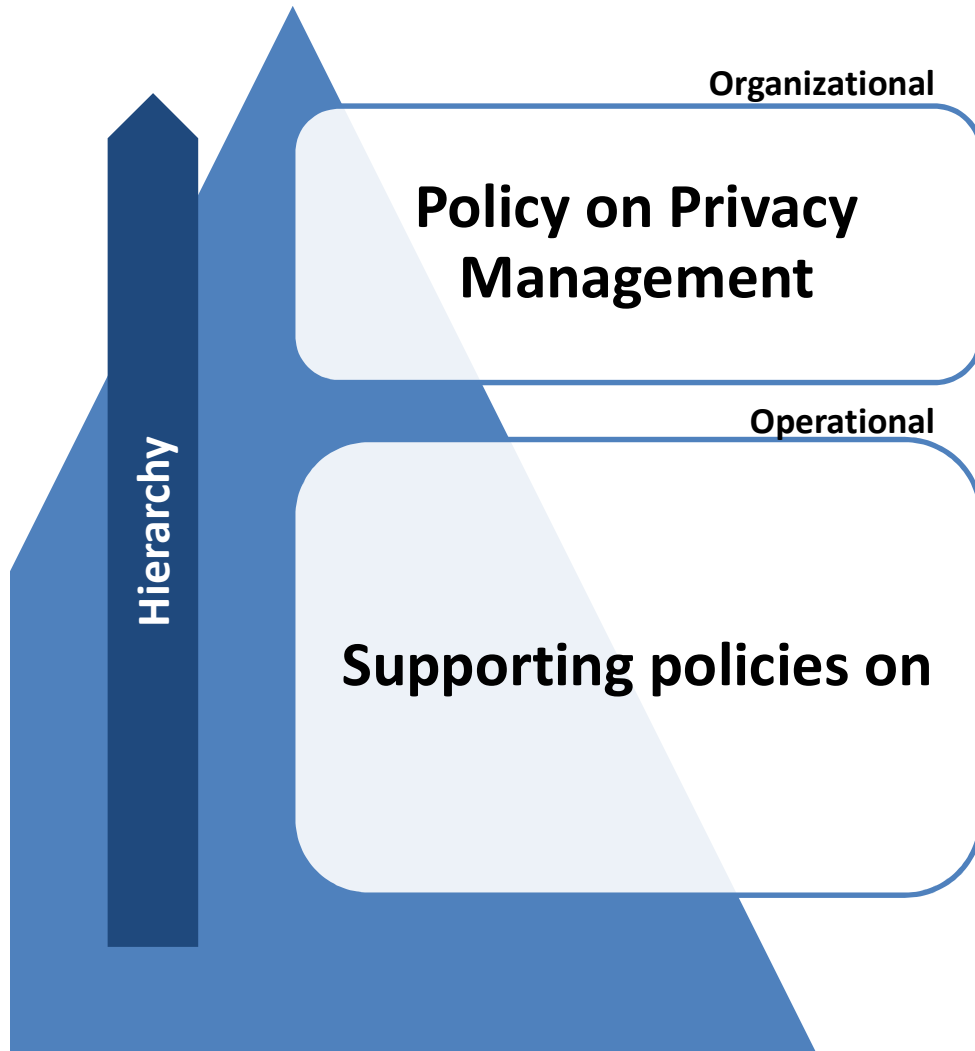 Organizational
Policy on Privacy
Management
Operational
Hierarchy
Supporting policies on